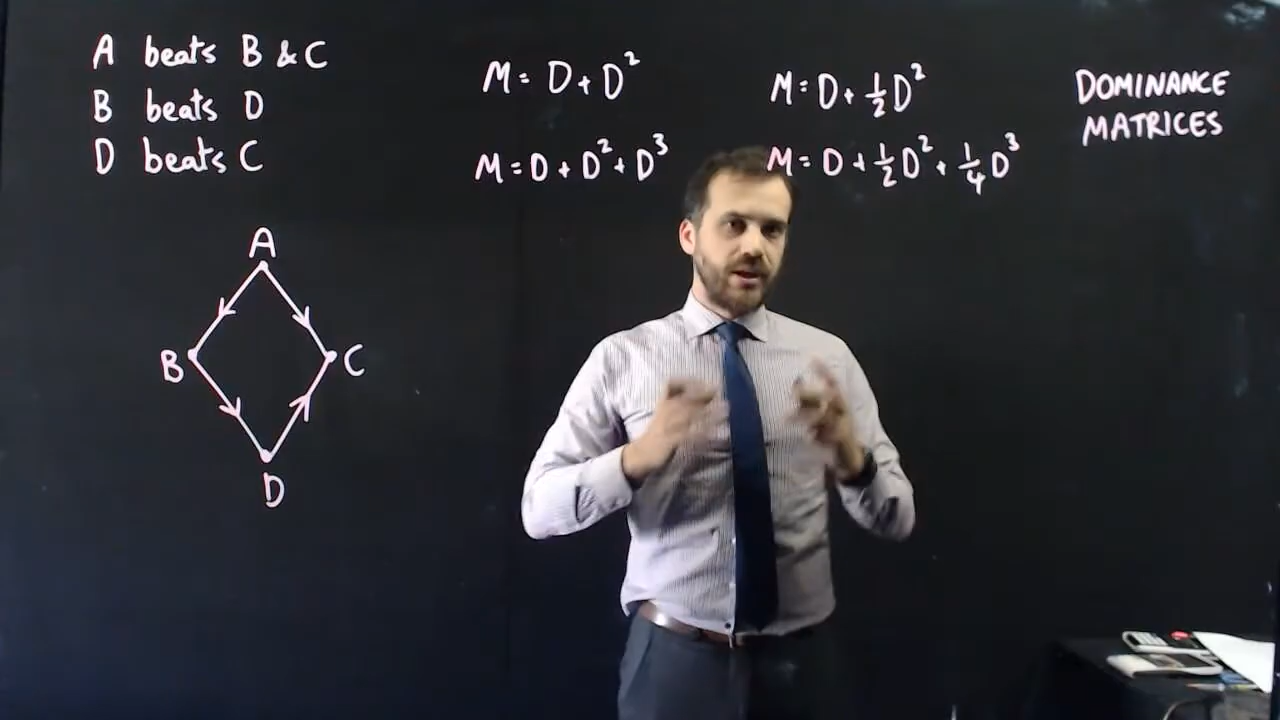 A beats B & C
B beats D
D beats C
M = D + D²
M = D + D² + D³
M = D + ½D²
M = D + ½D² + ¼D³
DOMINANCE
MATRICES
A
B
C
D